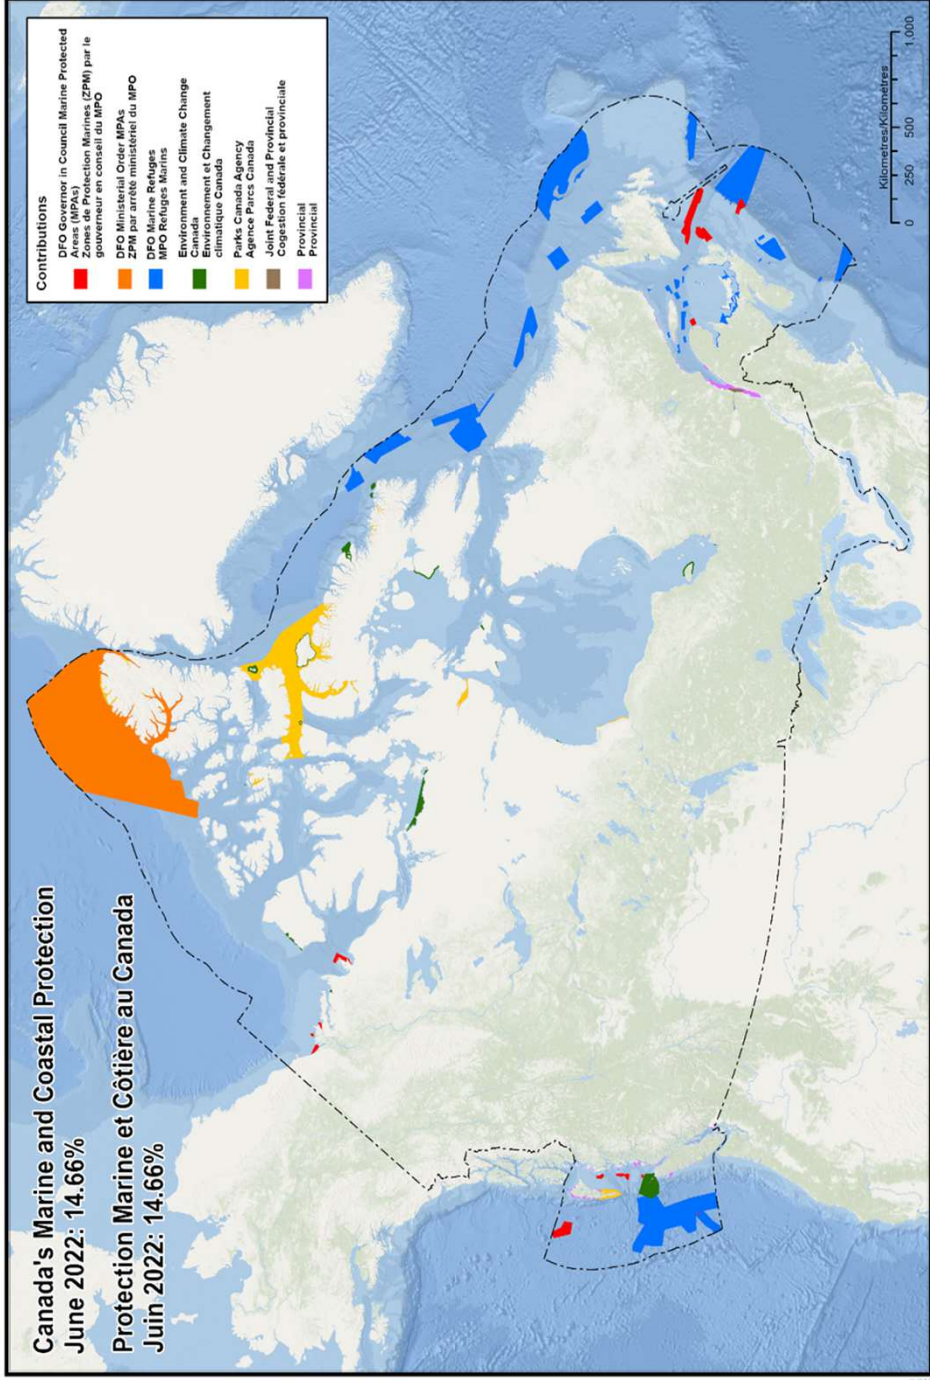 Canada's Marine and Coastal Protection
June 2022: 14.66%
Protection Marine et Côtière au Canada
Juin 2022: 14.66%
Contributions
DFO Governor in Council Marine Protected
Areas (MPAs)
Zones de Protection Marines (ZPM) par le
gouverneur en conseil du MPO
DFO Ministerial Order MPAs
ZPM par arrêté ministériel du MPO
DFO Marine Refuges
MPO Refuges Marins
Environment and Climate Change
Canada
Environnement et Changement
climatique Canada
Parks Canada Agency
Agence Parcs Canada
Joint Federal and Provincial
Cogestion fédérale et provinciale
Provincial
Provincial
Kilometres/Kilomètres
0 250 500 1,000